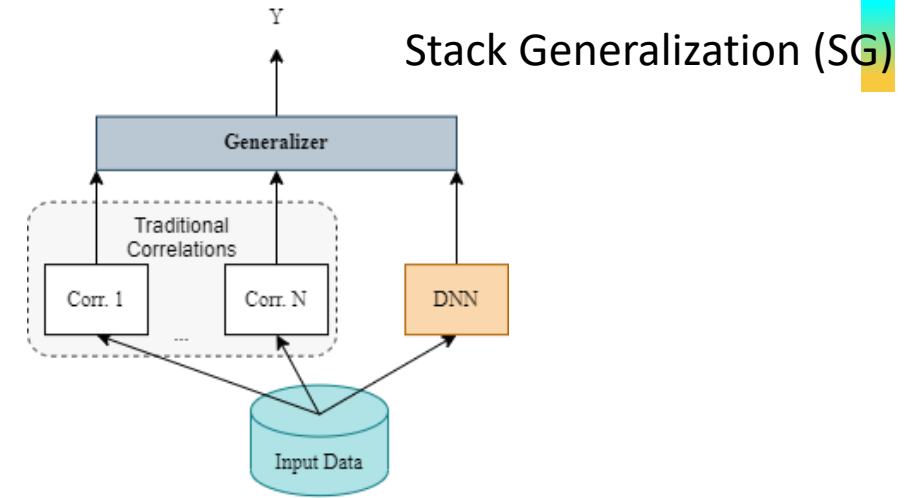 Y
Stack Generalization (SG)
Generalizer
Traditional
Correlations
Corr. 1
Corr. N
DNN
...
Input Data